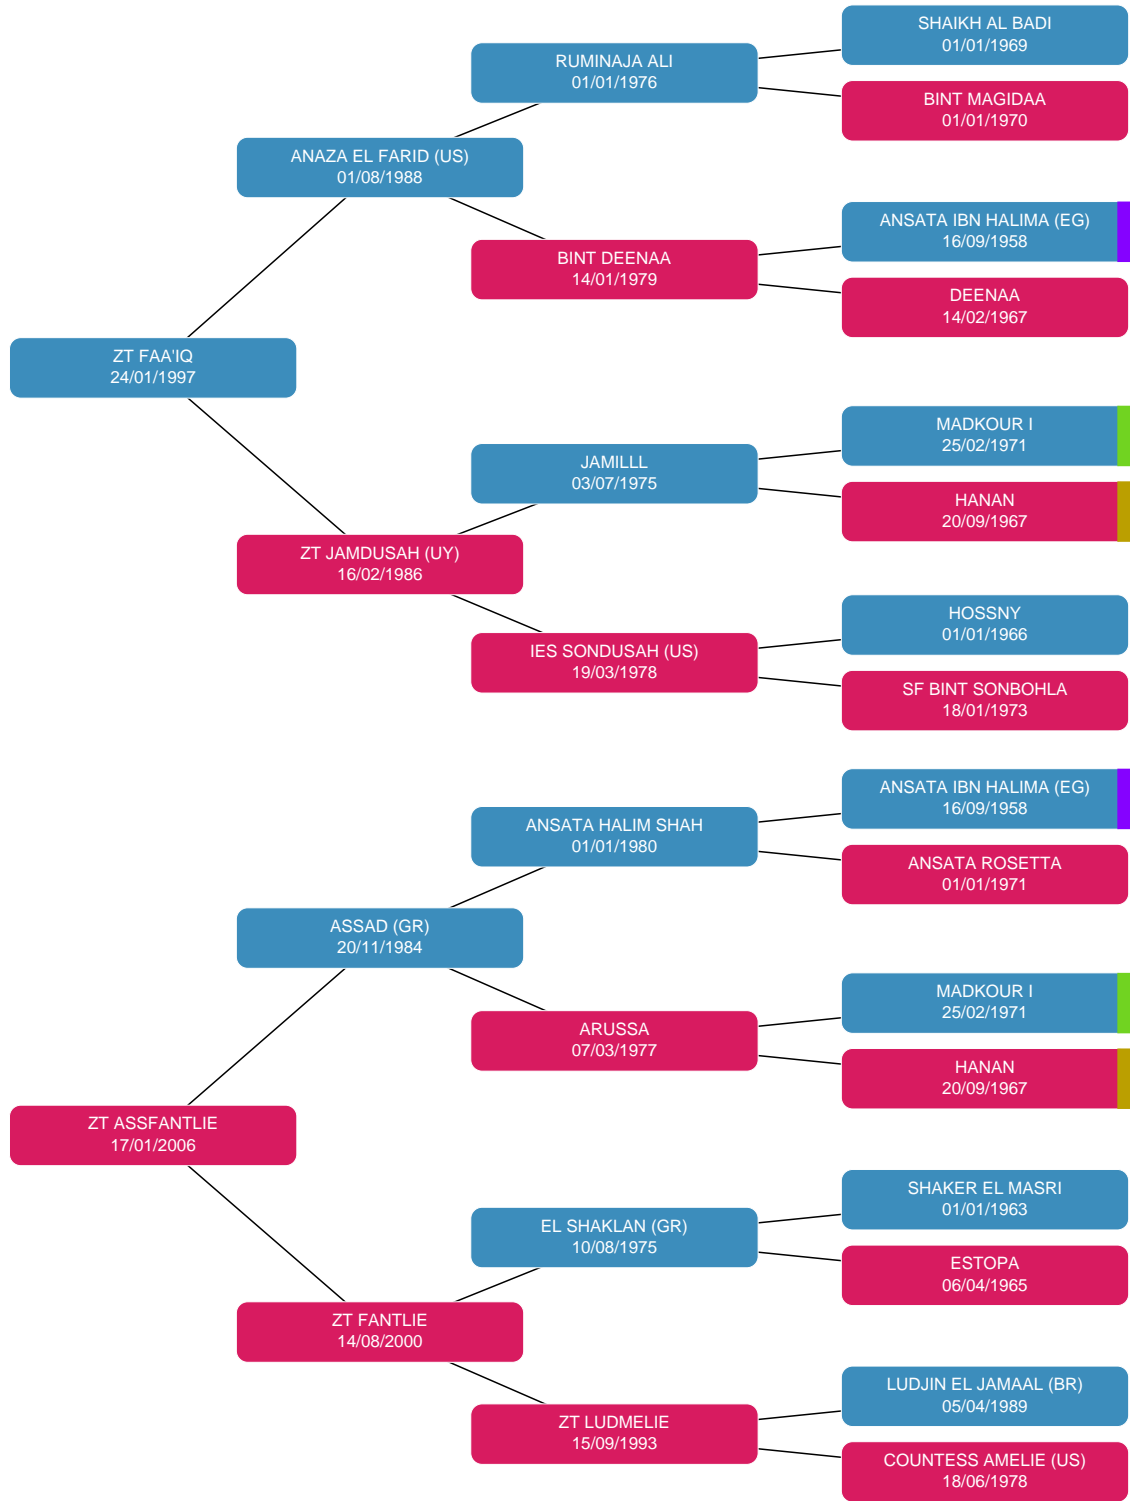 SHAIKH AL BADI
01/01/1969
RUMINAJA ALI
01/01/1976
BINT MAGIDAA
01/01/1970
ANAZA EL FARID (US)
01/08/1988
ANSATA IBN HALIMA (EG)
16/09/1958
BINT DEENAA
14/01/1979
DEENAA
14/02/1967
ZT FAA'IQ
24/01/1997
MADKOUR I
25/02/1971
JAMILLL
03/07/1975
HANAN
20/09/1967
ZT JAMDUSAH (UY)
16/02/1986
HOSSNY
01/01/1966
IES SONDUSAH (US)
19/03/1978
SF BINT SONBOHLA
18/01/1973
ANSATA IBN HALIMA (EG)
16/09/1958
ANSATA HALIM SHAH
01/01/1980
ANSATA ROSETTA
01/01/1971
ASSAD (GR)
20/11/1984
MADKOUR I
25/02/1971
ARUSSA
07/03/1977
HANAN
20/09/1967
ZT ASSFANTLIE
17/01/2006
SHAKER EL MASRI
01/01/1963
EL SHAKLAN (GR)
10/08/1975
ESTOPA
06/04/1965
ZT FANTLIE
14/08/2000
LUDJIN EL JAMAAL (BR)
05/04/1989
ZT LUDMELIE
15/09/1993
COUNTESS AMELIE (US)
18/06/1978